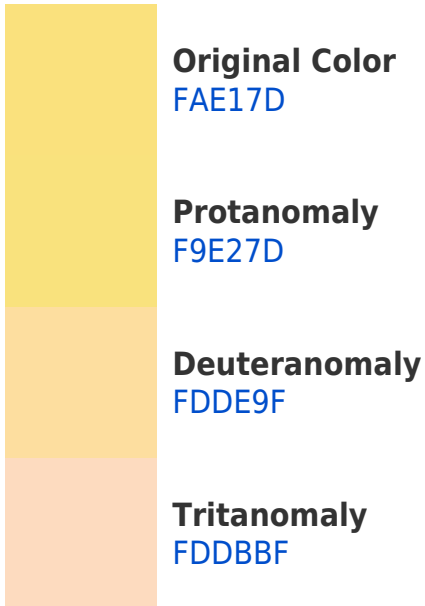 Original Color
FAE17D
Protanomaly
F9E27D
Deuteranomaly
FDDE9F
Tritanomaly
FDDBBF